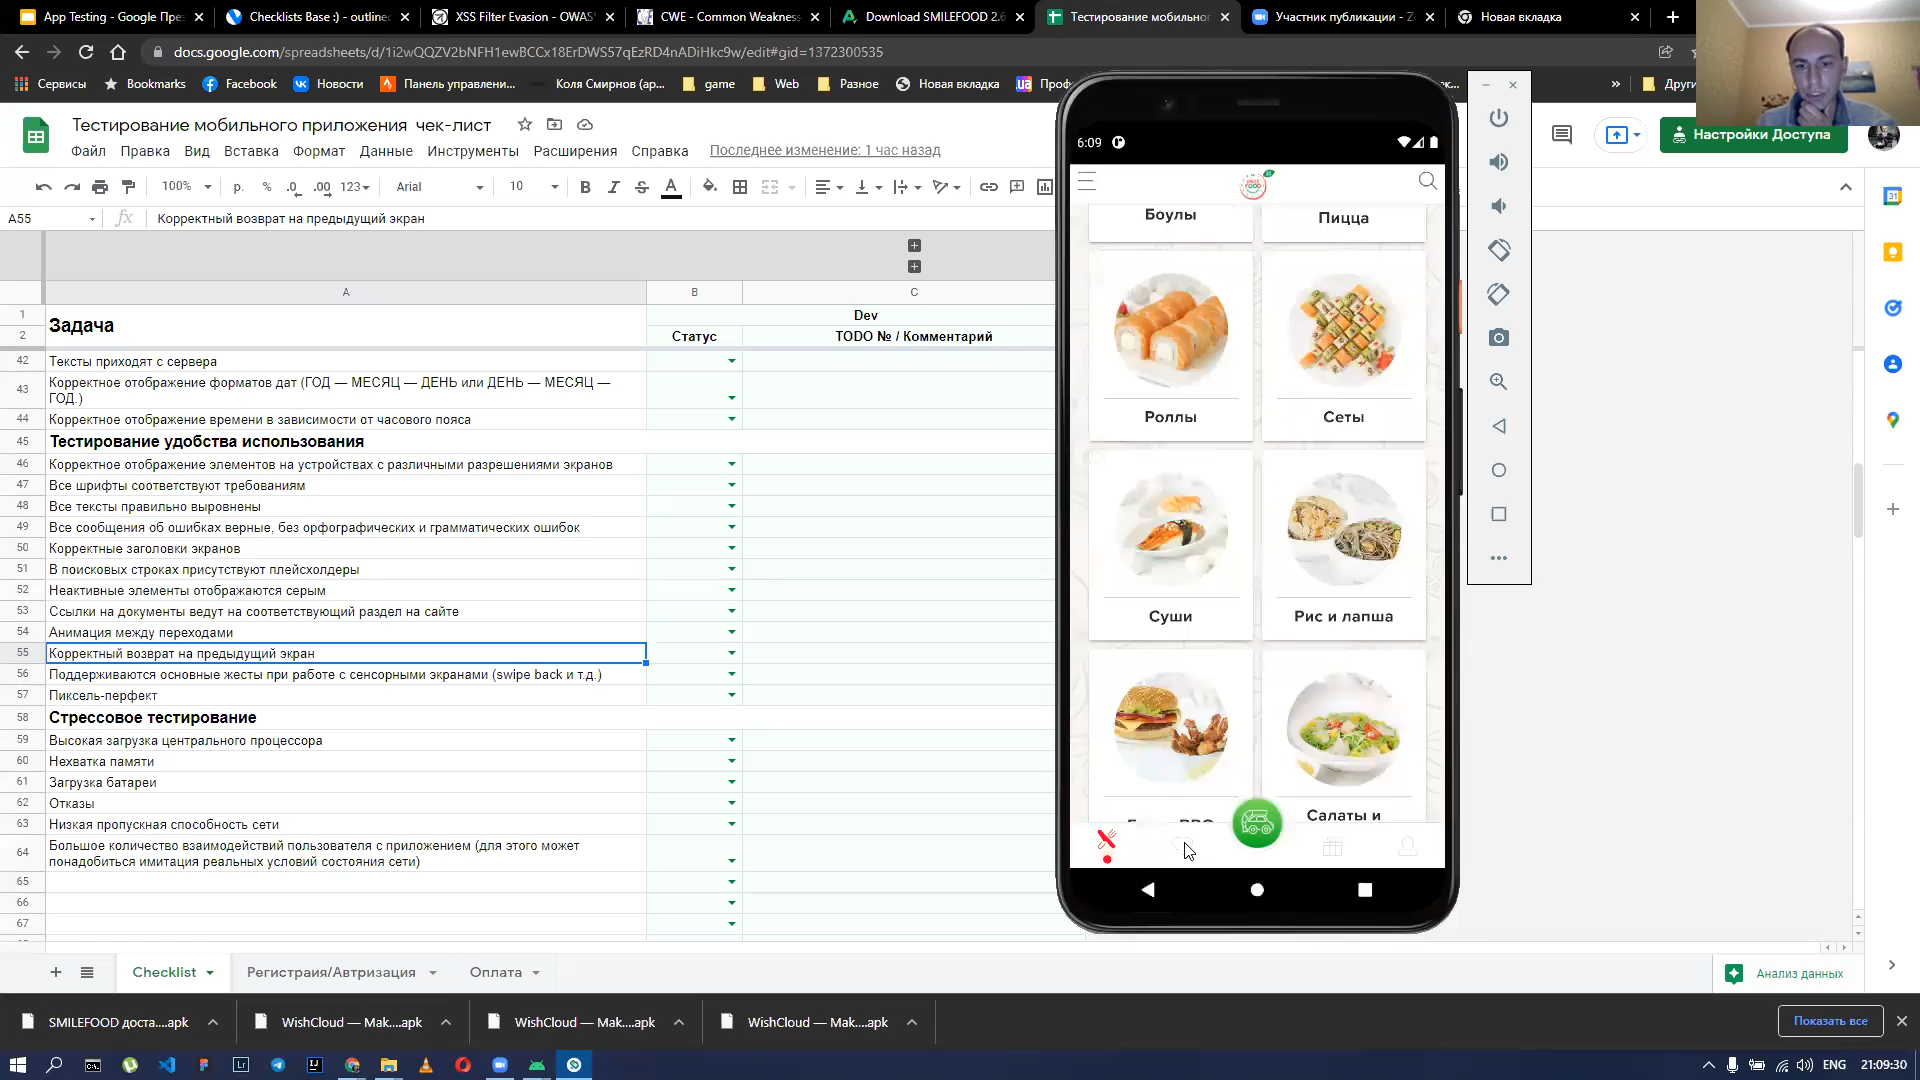 App Testing - Google Пре:
Checklists Base :) - outline
XSS Filter Evasion - OWAS
CWE - Common Weakness
Download SMILEFOOD 2.6
Тестирование мобильног
Участник публикации - Zo
Новая вкладка
docs.google.com/spreadsheets/d/1i2wQQZV2bNFH1ewBCCx18ErDWS57qEzRD4nADiHkc9w/edit#gid=1372300535
Сервисы
Bookmarks
Facebook
Новости
Панель управлени...
Коля Смирнов (ар...
game
Web
Разное
Новая вкладка
Други
Тестирование мобильного приложения чек-лист
Настройки Доступа
Файл Правка Вид Вставка Формат Данные Инструменты Расширения Справка
Последнее изменение: 1 час назад
100% р. % .0 .00 123 Arial 10
A55
Корректный возврат на предыдущий экран
A B C
1 Задача Dev
2 Статус TODO № / Комментарий
42 Тексты приходят с сервера
43 Корректное отображение форматов дат (ГОД — МЕСЯЦ — ДЕНЬ или ДЕНЬ — МЕСЯЦ —
ГОД.)
44 Корректное отображение времени в зависимости от часового пояса
45 Тестирование удобства использования
46 Корректное отображение элементов на устройствах с различными разрешениями экранов
47 Все шрифты соответствуют требованиям
48 Все тексты правильно выровнены
49 Все сообщения об ошибках верные, без орфографических и грамматических ошибок
50 Корректные заголовки экранов
51 В поисковых строках присутствуют плейсхолдеры
52 Неактивные элементы отображаются серым
53 Ссылки на документы ведут на соответствующий раздел на сайте
54 Анимация между переходами
55 Корректный возврат на предыдущий экран
56 Поддерживаются основные жесты при работе с сенсорными экранами (swipe back и т.д.)
57 Пиксель-перфект
58 Стрессовое тестирование
59 Высокая загрузка центрального процессора
60 Нехватка памяти
61 Загрузка батареи
62 Отказы
63 Низкая пропускная способность сети
64 Большое количество взаимодействий пользователя с приложением (для этого может
понадобиться имитация реальных условий состояния сети)
65
66
67
6:09
Боулы
Пицца
Роллы
Сеты
Суши
Рис и лапша
Салаты и
Checklist
Регистраия/Автризация
Оплата
Анализ данных
SMILEFOOD доста....apk
WishCloud — Mak....apk
WishCloud — Mak....apk
WishCloud — Mak....apk
Показать все
ENG
21:09:30